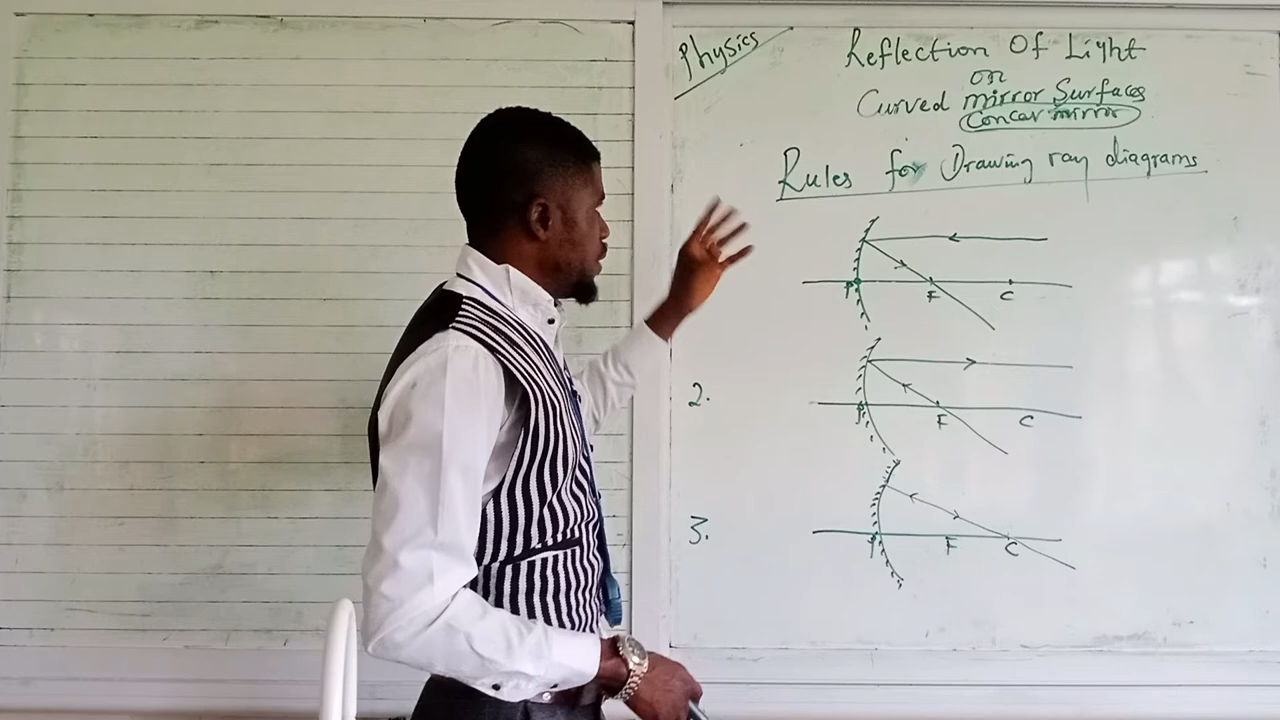 Physics
Reflection Of Light
on
Curved mirror Surfaces
Concav mirror
Rules for Drawing ray diagrams
P F C
2.
P F C
3.
P F C